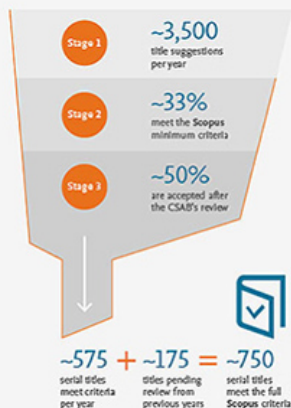 Stage 1
~3,500
title suggestions
per year
Stage 2
~33%
meet the Scopus
minimum criteria
Stage 3
~50%
are accepted after
the CSAB's review
~575 + ~175 = ~750
serial titles
meet criteria
per year
titles pending
review from
previous years
serial titles
meet the full
Scopus criteria